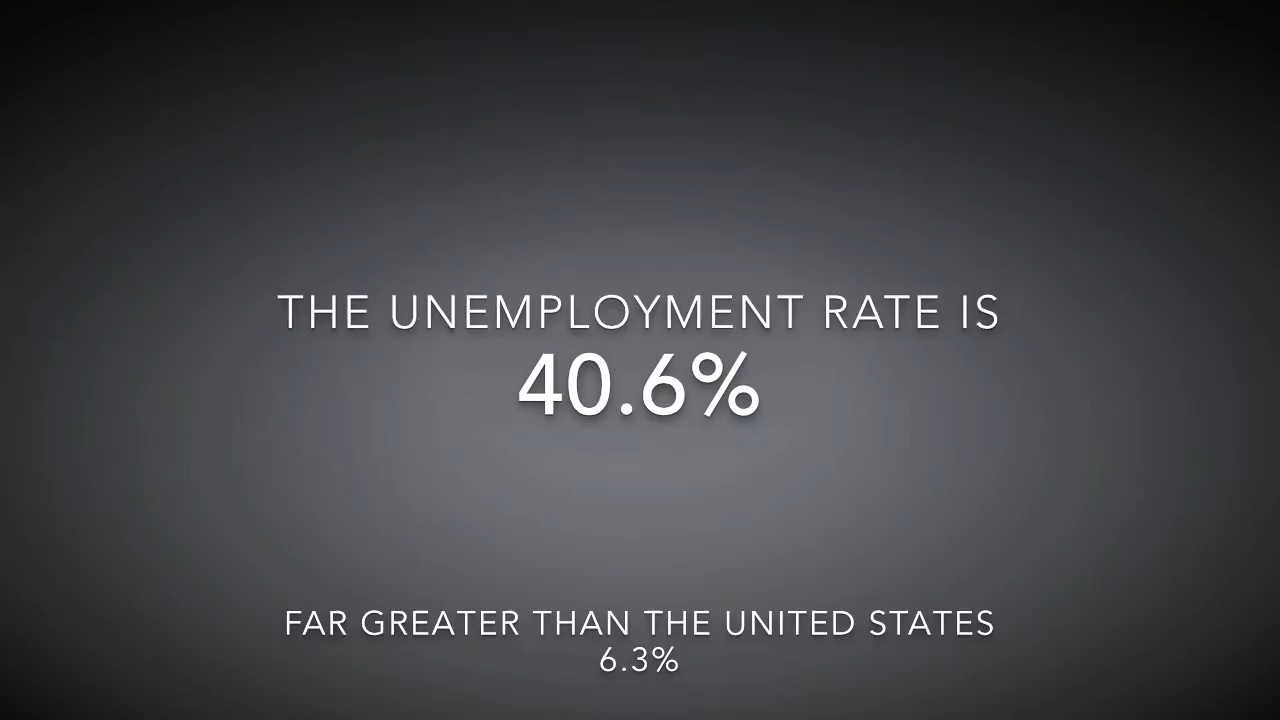 THE UNEMPLOYMENT RATE IS
40.6%
FAR GREATER THAN THE UNITED STATES
6.3%